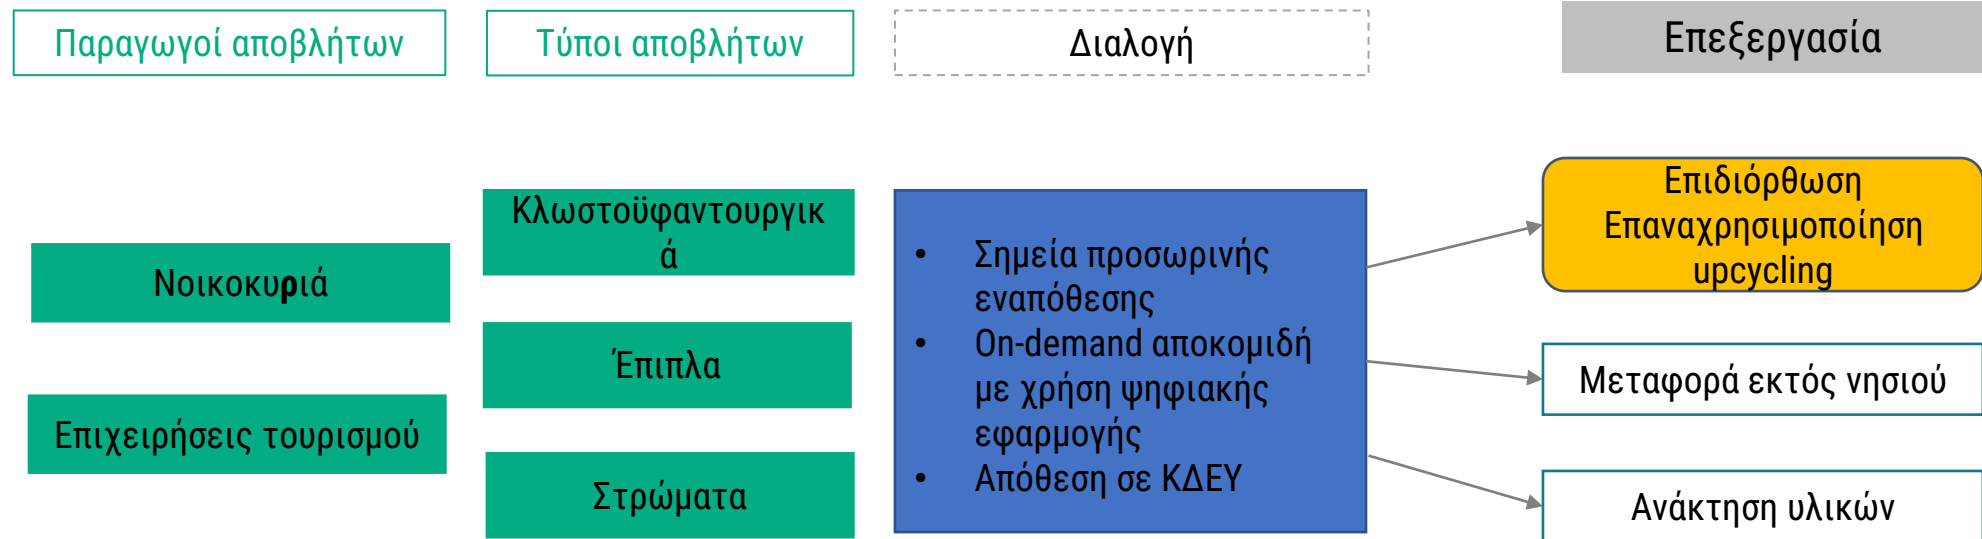 Παραγωγοί αποβλήτων
Τύποι αποβλήτων
Διαλογή
Επεξεργασία
Νοικοκυριά
Επιχειρήσεις τουρισμού
Κλωστοϋφαντουργικ
ά
Έπιπλα
Στρώματα
• Σημεία προσωρινής
εναπόθεσης
• On-demand αποκομιδή
με χρήση ψηφιακής
εφαρμογής
• Απόθεση σε ΚΔΕΥ
Επιδιόρθωση
Επαναχρησιμοποίηση
upcycling
Μεταφορά εκτός νησιού
Ανάκτηση υλικών